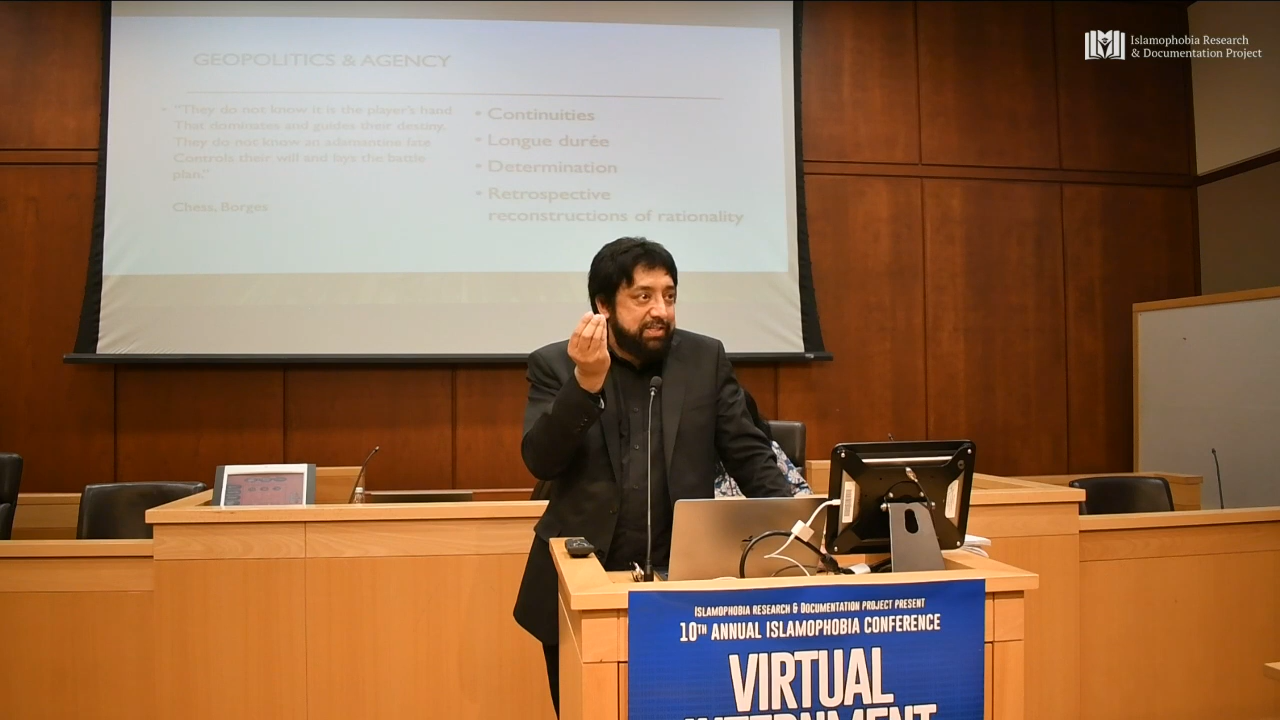 Islamophobia Research
& Documentation Project
GEOPOLITICS & AGENCY
• "They do not know it is the player's hand
That dominates and guides their destiny.
They do not know an adamantine fate
Controls their will and lays the battle
plan."
Chess, Borges
• Continuities
• Longue durée
• Determination
• Retrospective
reconstructions of rationality
ISLAMOPHOBIA RESEARCH & DOCUMENTATION PROJECT PRESENT
10TH ANNUAL ISLAMOPHOBIA CONFERENCE
VIRTUAL
INTERNMENT